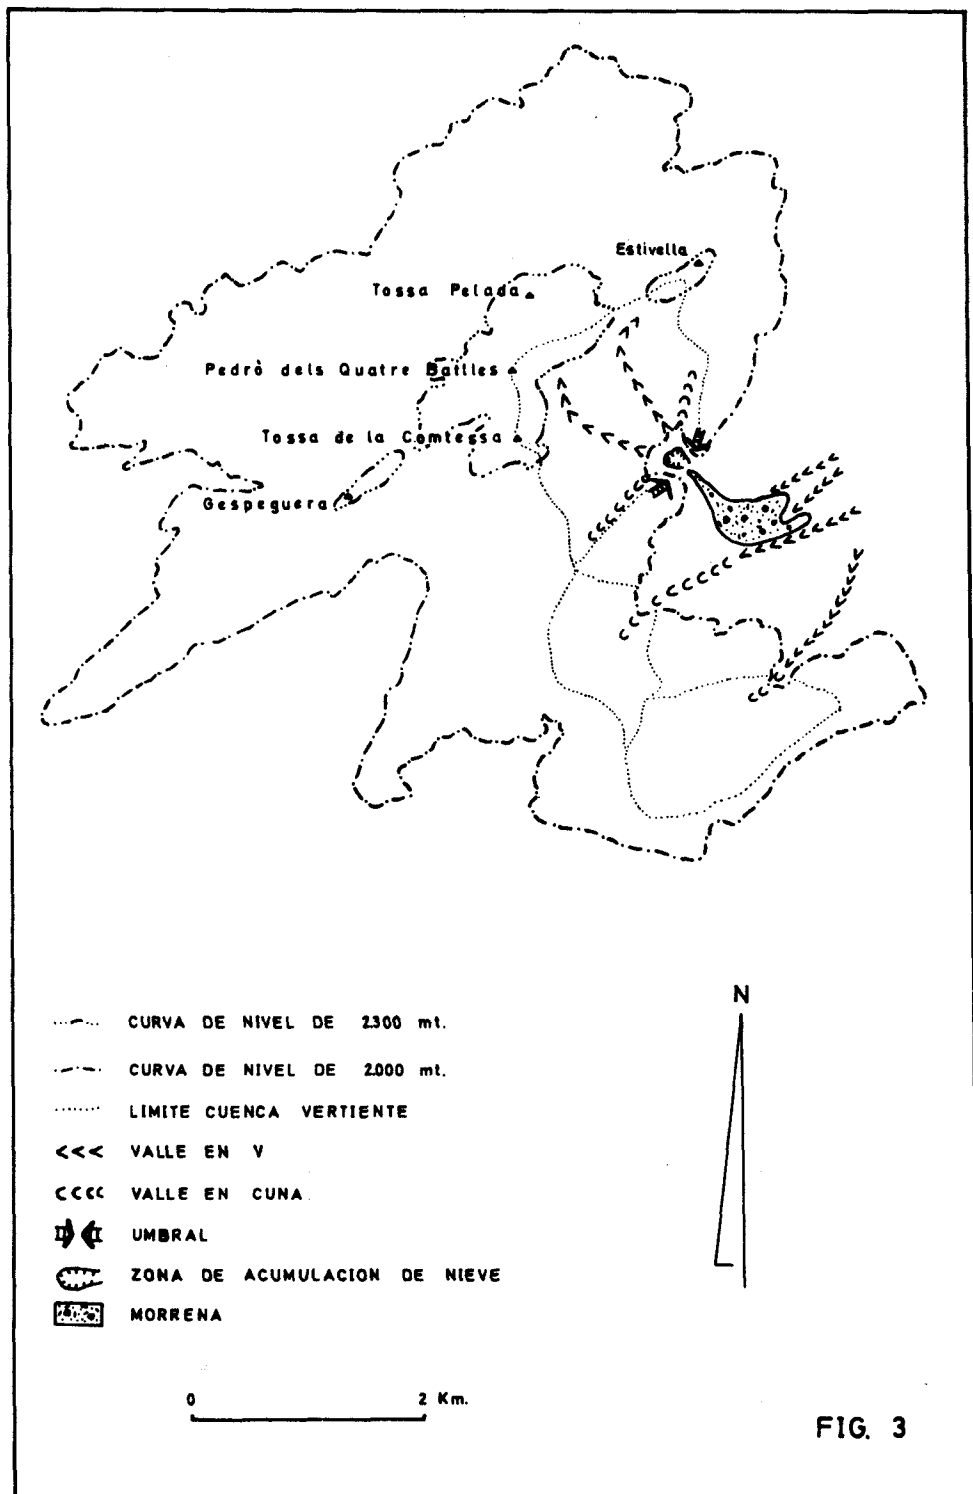 Estivella
Tossa Pelada
Pedrò dels Quatre Batlles
Tossa de la Comtessa
Gespeguera
N
CURVA DE NIVEL DE 2300 mt.
CURVA DE NIVEL DE 2000 mt.
LIMITE CUENCA VERTIENTE
VALLE EN V
VALLE EN CUNA
UMBRAL
ZONA DE ACUMULACION DE NIEVE
MORRENA
0 2 Km.
FIG. 3